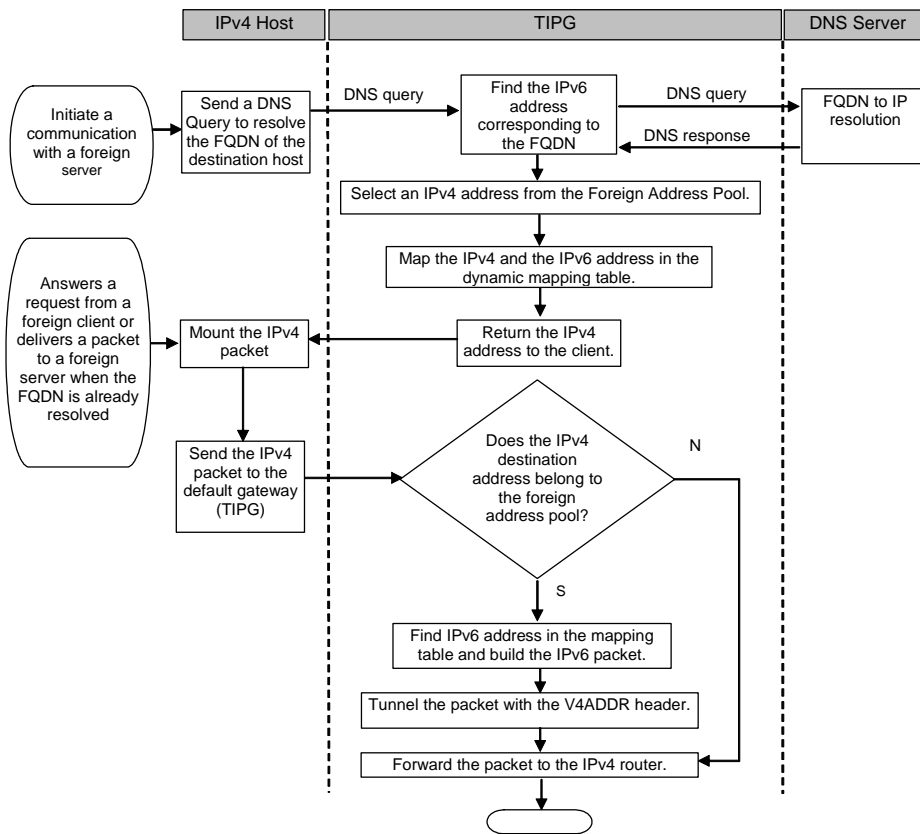 IPv4 Host
TIPG
DNS Server
Initiate
a
communication
with a foreign
server
Send a DNS
Query to resolve
the FQDN of the
destination host
DNS query
Find the IPv6
address
corresponding to
the FQDN
DNS query
DNS response
FQDN to IP
resolution
Select an IPv4 address from the Foreign Address Pool.
Map the IPv4 and the IPv6 address in the
dynamic mapping table.
Return the IPv4
address to the client.
Answers a
request from a
foreign client or
delivers a packet
to a foreign
server when the
FQDN is already
resolved
Mount the IPv4
packet
Send the IPv4
packet to the
default gateway
(TIPG)
Does the IPv4
destination
address belong to
the foreign
address pool?
N
S
Find IPv6 address in the mapping
table and build the IPv6 packet.
Tunnel the packet with the V4ADDR header.
Forward the packet to the IPv4 router.